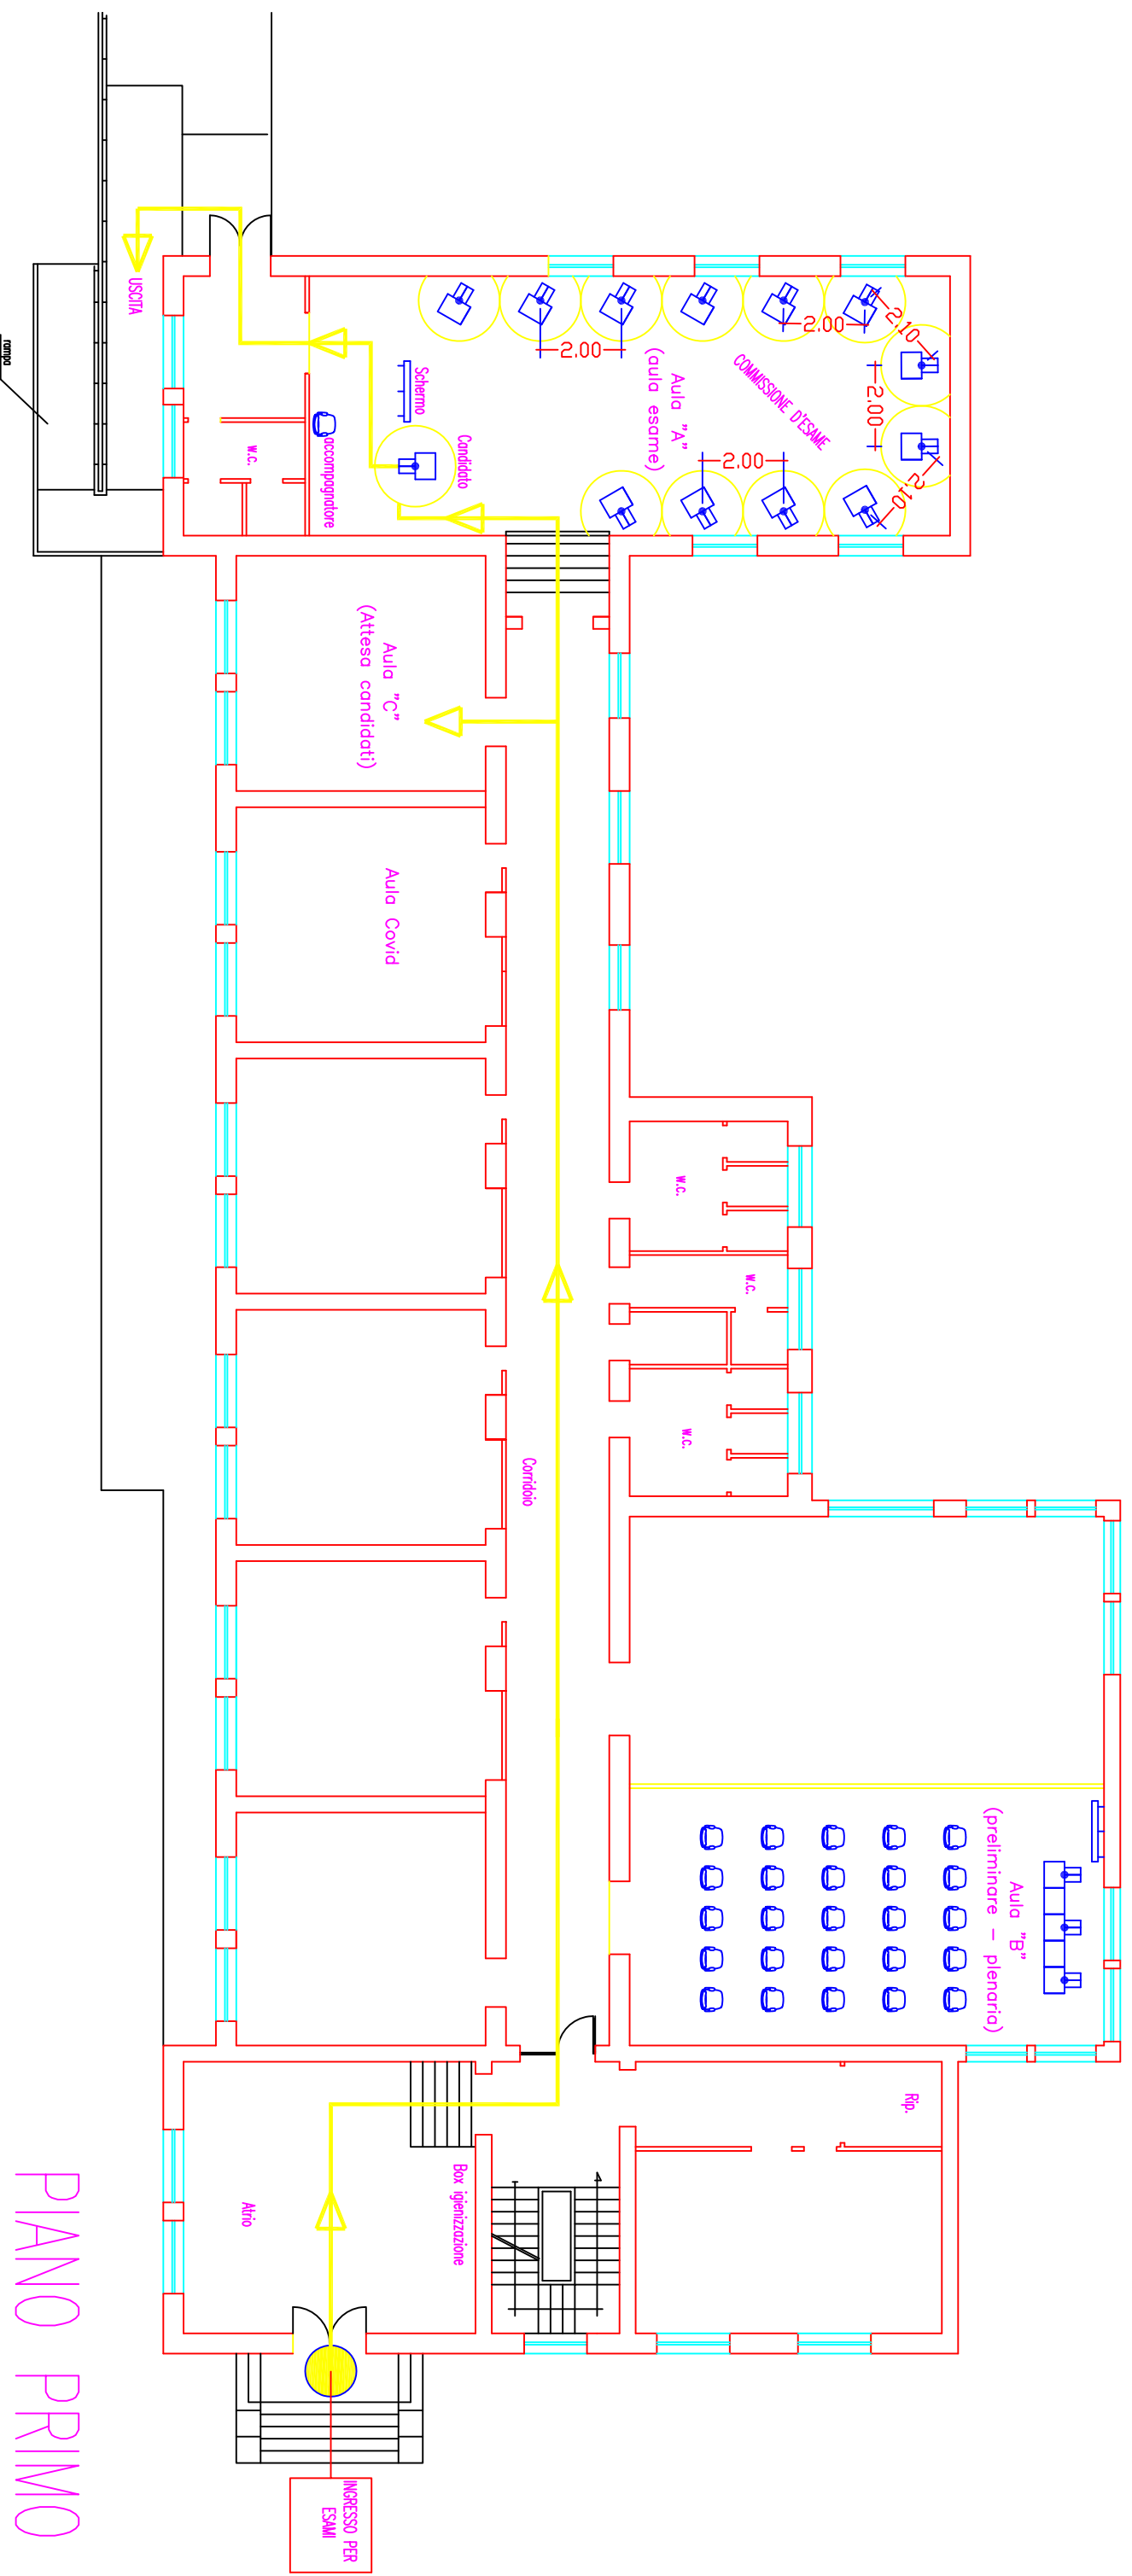 rampa
USCITA
W.C.
accompagnatore
Schermo
Candidato
Aula "A"
(aula esame)
COMMISSIONE D'ESAME
2.00
2.00
2.10
2.00
2.10
2.00
Aula "C"
(Attesa candidati)
Aula Covid
W.C.
W.C.
W.C.
Corridoio
Aula "B"
(preliminare - plenaria)
Rip.
Box igienizzazione
Atrio
INGRESSO PER
ESAMI
PIANO PRIMO